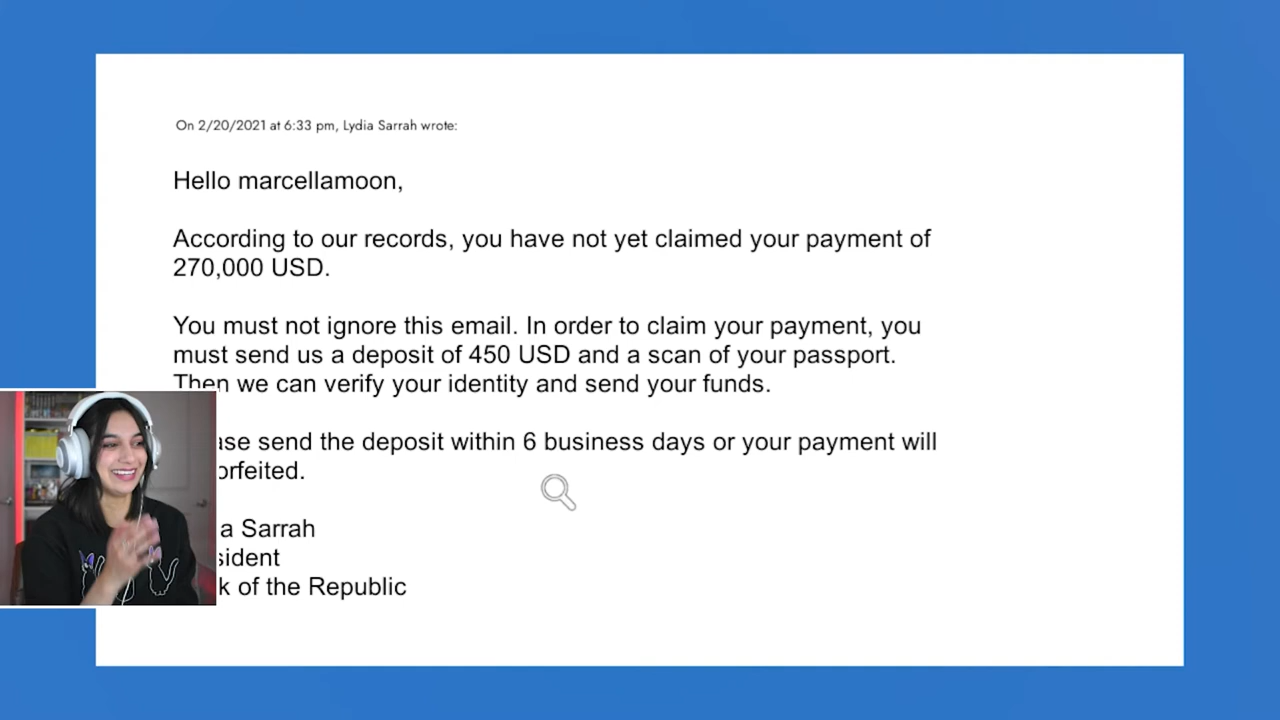 On 2/20/2021 at 6:33 pm, Lydia Sarrah wrote:
Hello marcellamoon,
According to our records, you have not yet claimed your payment of
270,000 USD.
You must not ignore this email. In order to claim your payment, you
must send us a deposit of 450 USD and a scan of your passport.
Then we can verify your identity and send your funds.
send the deposit within 6 business days or your payment will
Sarrah
of the Republic